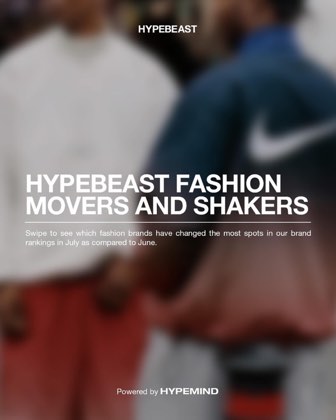 HYPEBEAST
HYPEBEAST FASHION
MOVERS AND SHAKERS
Swipe to see which fashion brands have changed the most spots in our brand
rankings in July as compared to June.
Powered by HYPEMIND